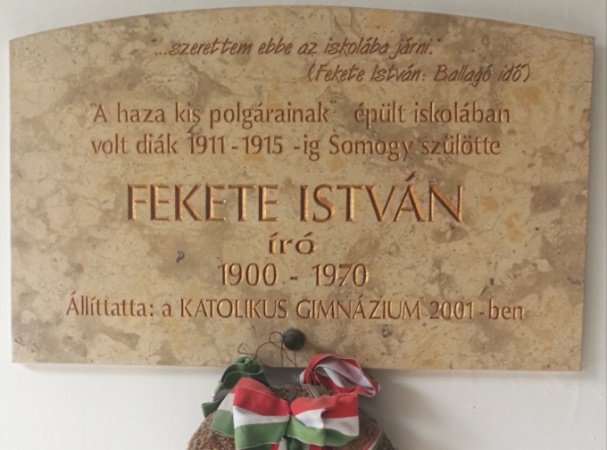 "...szerettem ebbe az iskolába járni."
(Fekete István: Ballagó idő)
"A haza kis polgárainak" épült iskolában
volt diák 1911-1915 -ig Somogy szülötte
FEKETE ISTVÁN
író
1900 - 1970
Állíttatta: a KATOLIKUS GIMNÁZIUM 2001-ben